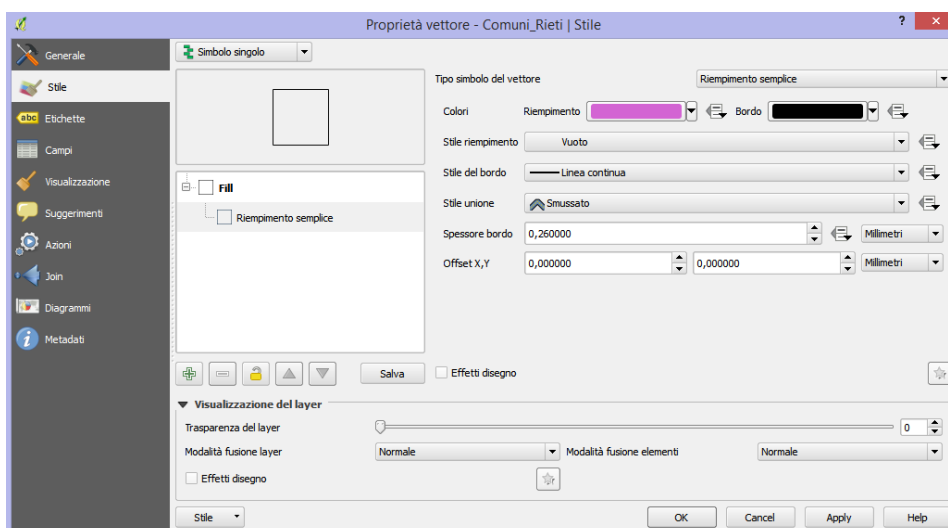 Proprietà vettore - Comuni_Rieti | Stile
?
x
Generale
Stile
abc Etichette
Campi
Visualizzazione
Suggerimenti
Azioni
Join
Diagrammi
Metadati
Simbolo singolo
Fill
Riempimento semplice
Salva
Tipo simbolo del vettore Riempimento semplice
Colori Riempimento Bordo
Stile riempimento Vuoto
Stile del bordo Linea continua
Stile unione Smussato
Spessore bordo 0,260000 Millimetri
Offset X,Y 0,000000 0,000000 Millimetri
Effetti disegno
Visualizzazione del layer
Trasparenza del layer 0
Modalità fusione layer Normale Modalità fusione elementi Normale
Effetti disegno
Stile OK Cancel Apply Help